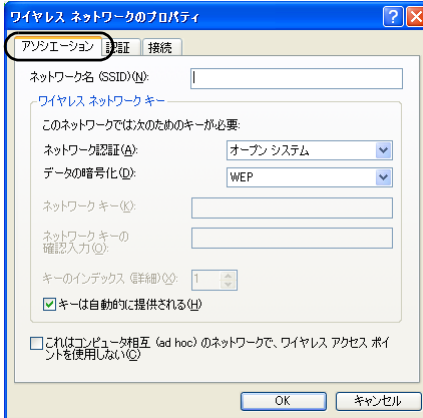 ワイヤレス ネットワークのプロパティ
アソシエーション 認証 接続
ネットワーク名 (SSID)(N):
ワイヤレス ネットワーク キー
このネットワークでは次のためのキーが必要:
ネットワーク認証(A): オープン システム
データの暗号化(D): WEP
ネットワーク キー(K):
ネットワーク キーの
確認入力(O):
キーのインデックス (詳細)(X): 1
キーは自動的に提供される(H)
これはコンピュータ相互 (ad hoc) のネットワークで、ワイヤレス アクセス ポイ
ントを使用しない(C)
OK キャンセル